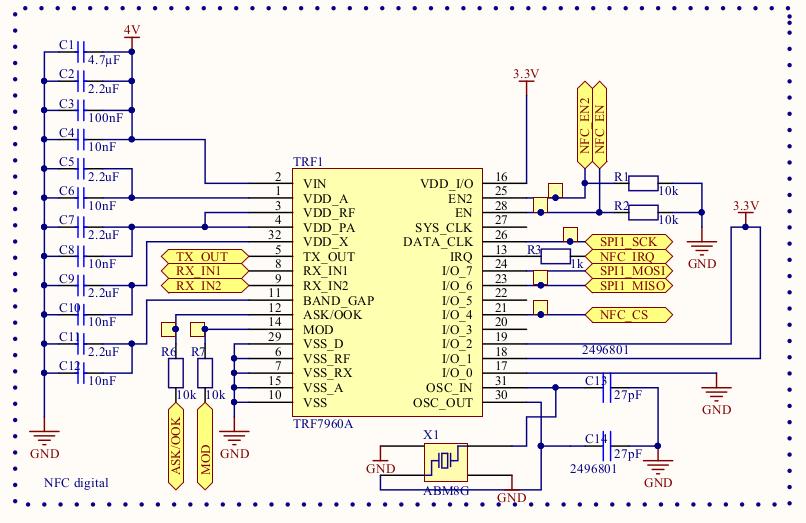 4V
C1
4.7µF
C2
2.2uF
C3
100nF
C4
10nF
C5
2.2uF
C6
10nF
C7
2.2uF
C8
10nF
C9
2.2uF
C10
10nF
C11
2.2uF
C12
10nF
GND
TRF1
2 VIN
1 VDD_A
3 VDD_RF
4 VDD_PA
32 VDD_X
TX_OUT 5 TX_OUT
RX_IN1 8 RX_IN1
RX_IN2 9 RX_IN2
11 BAND_GAP
12 ASK/OOK
14 MOD
29 VSS_D
6 VSS_RF
7 VSS_RX
15 VSS_A
10 VSS
VDD_I/O 16
EN2 25
EN 28
SYS_CLK 27
DATA_CLK 26
IRQ 13
I/O_7 24
I/O_6 23
I/O_5 22
I/O_4 21
I/O_3 20
I/O_2 19
I/O_1 18
I/O_0 17
OSC_IN 31
OSC_OUT 30
TRF7960A
R6
10k
R7
10k
ASK/OOK
MOD
GND
3.3V
NFC_EN2
NFC_EN
R1
10k
R2
10k
GND
3.3V
SPI1_SCK
R3
1k
NFC_IRQ
SPI1_MOSI
SPI1_MISO
NFC_CS
2496801
GND
C13
27pF
C14
27pF
2496801
GND
X1
GND
ABM8G
GND
NFC digital